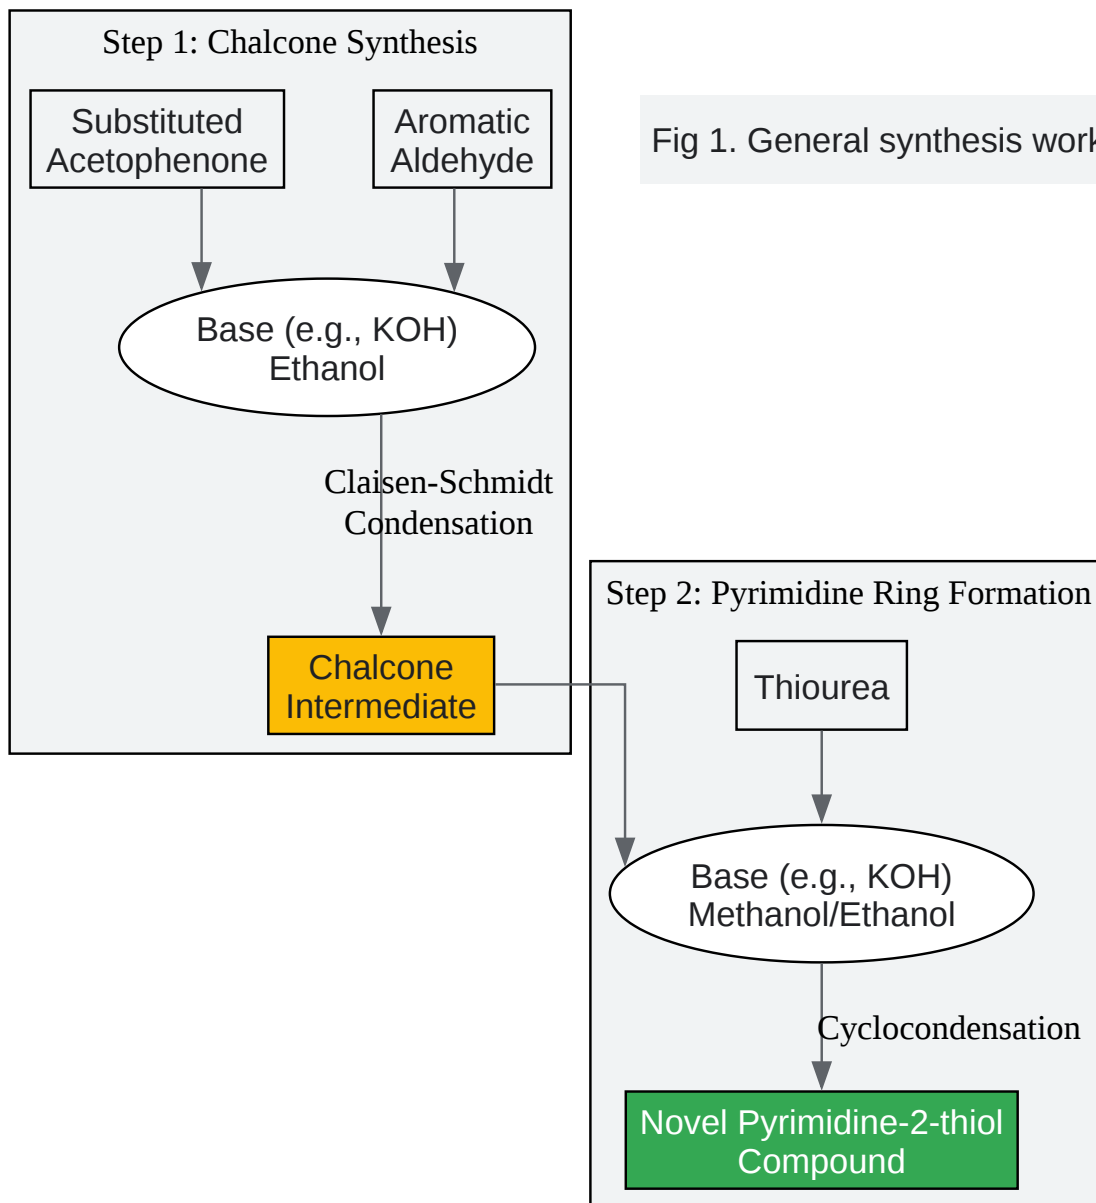 Step 1: Chalcone Synthesis
Substituted
Acetophenone
Aromatic
Aldehyde
Fig 1. General synthesis work
Base (e.g., KOH)
Ethanol
Claisen-Schmidt
Condensation
Chalcone
Intermediate
Step 2: Pyrimidine Ring Formation
Thiourea
Base (e.g., KOH)
Methanol/Ethanol
Cyclocondensation
Novel Pyrimidine-2-thiol
Compound